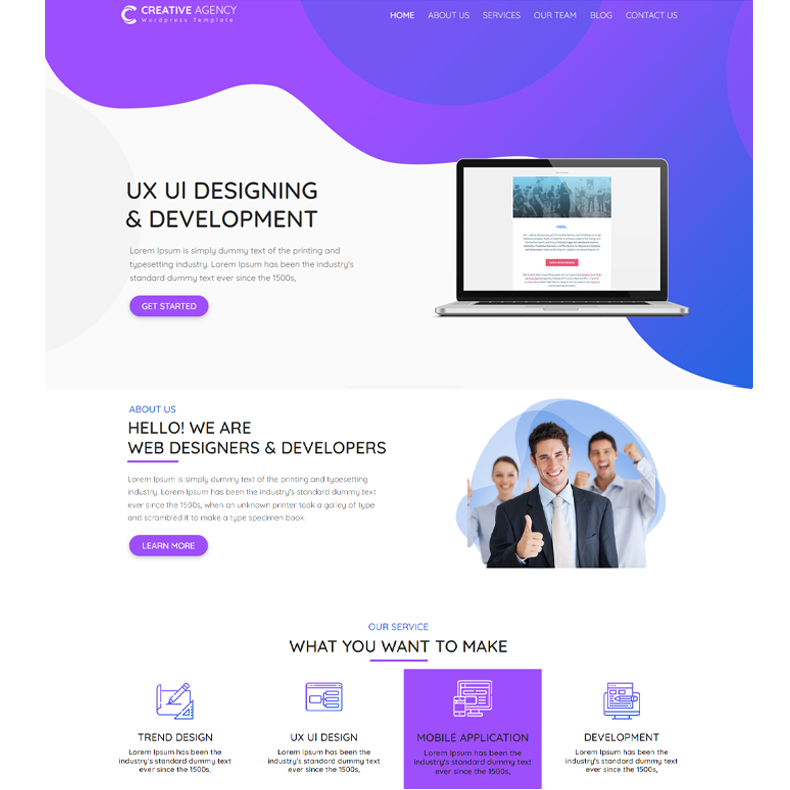 CREATIVE AGENCY
Wordpress Template
HOME ABOUT US SERVICES OUR TEAM BLOG CONTACT US
UX UI DESIGNING
& DEVELOPMENT
Lorem Ipsum is simply dummy text of the printing and
typesetting industry. Lorem Ipsum has been the industry's
standard dummy text ever since the 1500s,
GET STARTED
ABOUT US
HELLO! WE ARE
WEB DESIGNERS & DEVELOPERS
Lorem Ipsum is simply dummy text of the printing and typesetting
industry. Lorem Ipsum has been the industry's standard dummy text
ever since the 1500s, when an unknown printer took a galley of type
and scrambled it to make a type specimen book.
LEARN MORE
OUR SERVICE
WHAT YOU WANT TO MAKE
TREND DESIGN
Lorem Ipsum has been the
industry's standard dummy text
ever since the 1500s,
UX UI DESIGN
Lorem Ipsum has been the
industry's standard dummy text
ever since the 1500s,
MOBILE APPLICATION
Lorem Ipsum has been the
industry's standard dummy text
ever since the 1500s,
DEVELOPMENT
Lorem Ipsum has been the
industry's standard dummy text
ever since the 1500s,